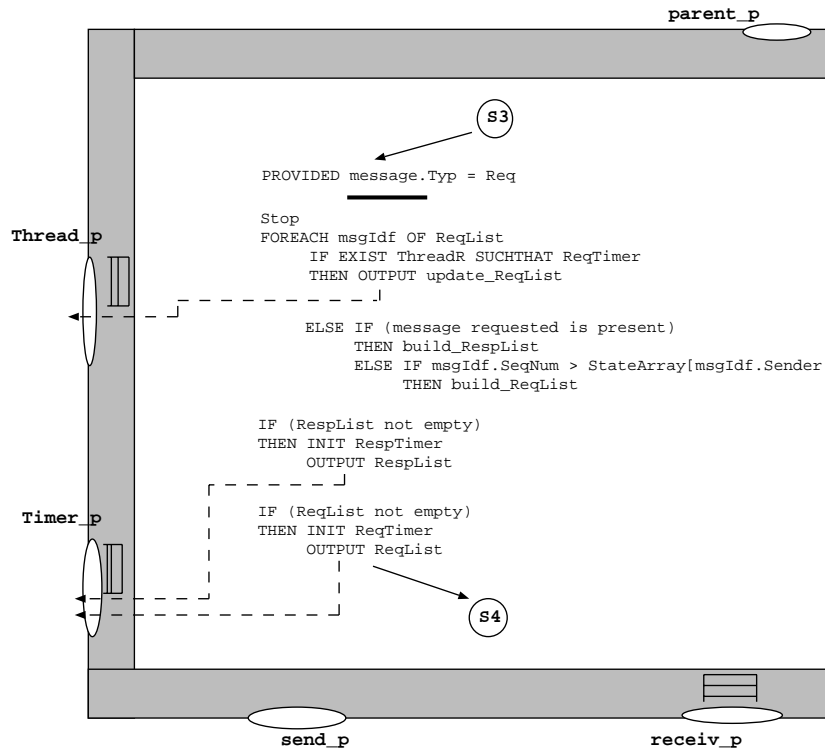 parent_p
S3
PROVIDED message.Typ = Req
Stop
Thread_p
FOREACH msgIdf OF ReqList
IF EXIST ThreadR SUCHTHAT ReqTimer
THEN OUTPUT update_ReqList
ELSE IF (message requested is present)
THEN build_RespList
ELSE IF msgIdf.SeqNum > StateArray[msgIdf.Sender
THEN build_ReqList
IF (RespList not empty)
THEN INIT RespTimer
OUTPUT RespList
Timer_p
IF (ReqList not empty)
THEN INIT ReqTimer
OUTPUT ReqList
S4
send_p
receiv_p